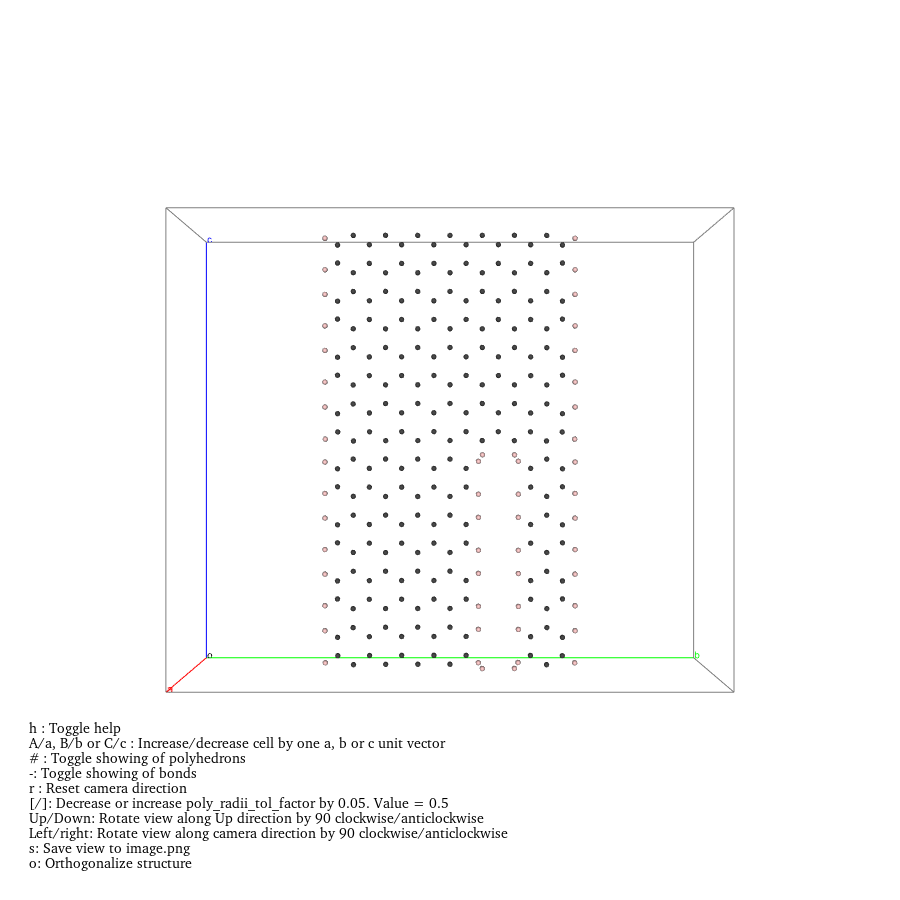 c
o
b
a
h : Toggle help
A/a, B/b or C/c : Increase/decrease cell by one a, b or c unit vector
# : Toggle showing of polyhedrons
-: Toggle showing of bonds
r : Reset camera direction
[/]: Decrease or increase poly_radii_tol_factor by 0.05. Value = 0.5
Up/Down: Rotate view along Up direction by 90 clockwise/anticlockwise
Left/right: Rotate view along camera direction by 90 clockwise/anticlockwise
s: Save view to image.png
o: Orthogonalize structure